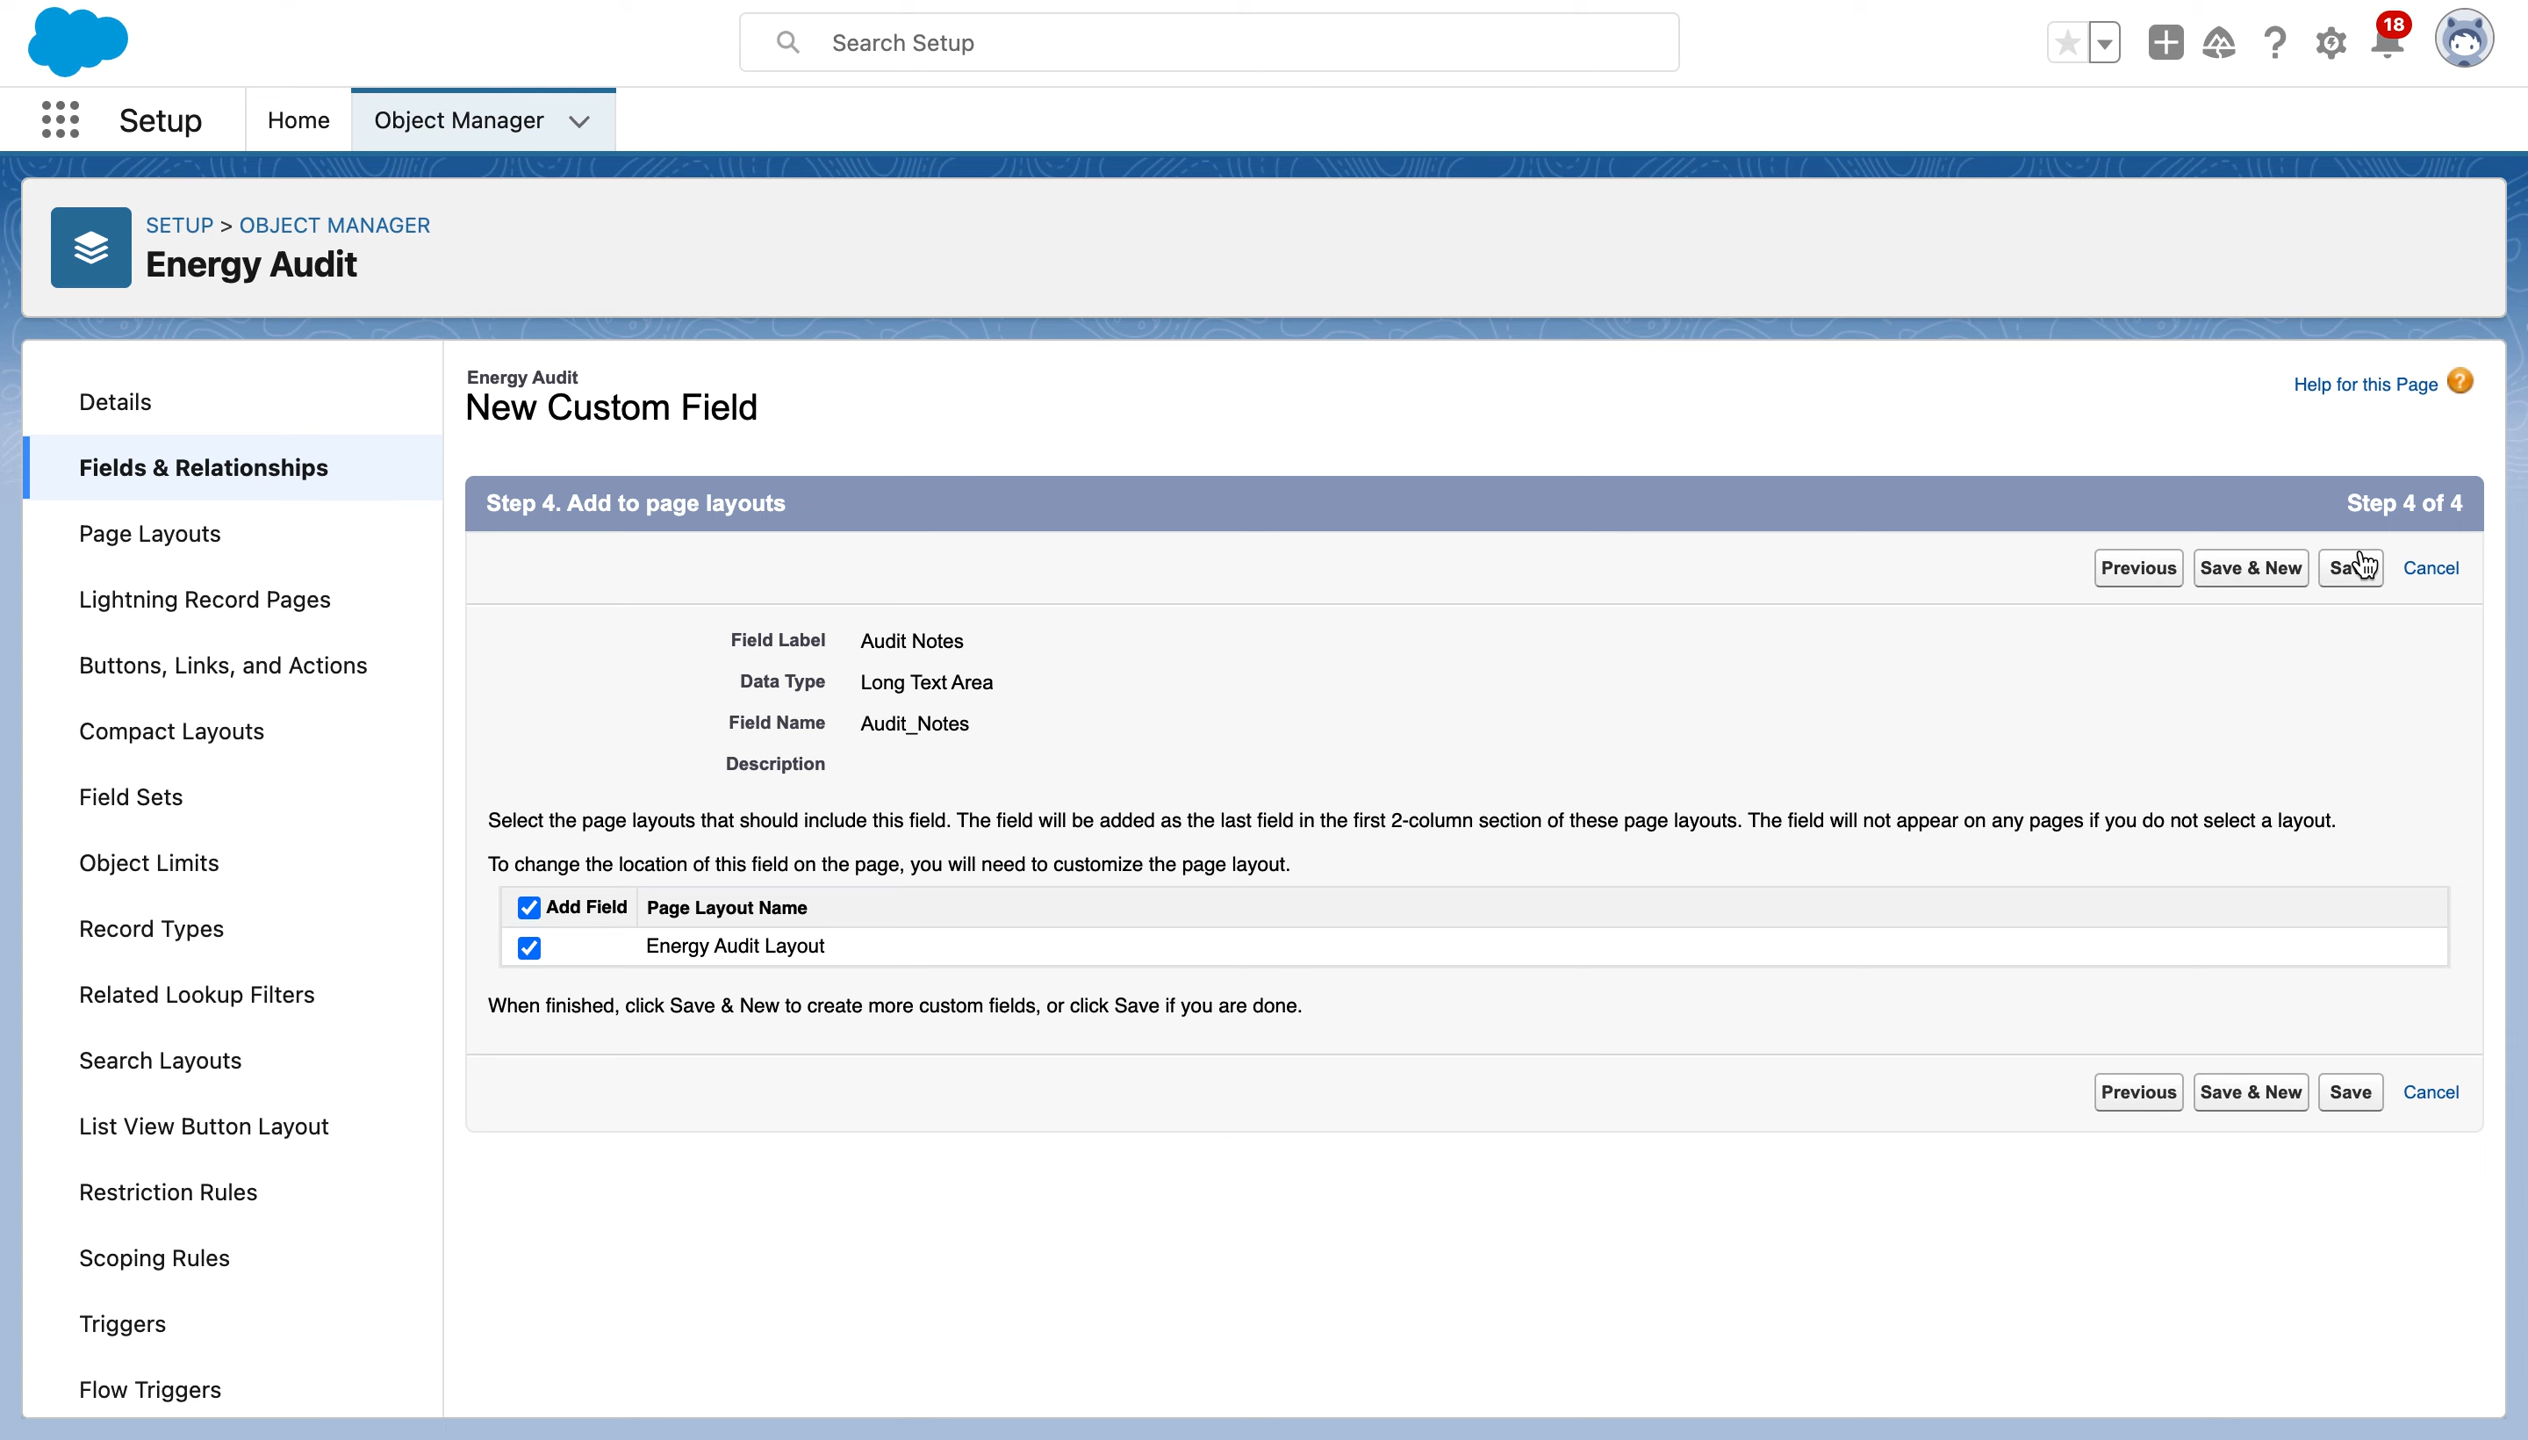 Search Setup
18
Setup
Home
Object Manager
SETUP > OBJECT MANAGER
Energy Audit
Details
Fields & Relationships
Page Layouts
Lightning Record Pages
Buttons, Links, and Actions
Compact Layouts
Field Sets
Object Limits
Record Types
Related Lookup Filters
Search Layouts
List View Button Layout
Restriction Rules
Scoping Rules
Triggers
Flow Triggers
Energy Audit
New Custom Field
Help for this Page ?
Step 4. Add to page layouts Step 4 of 4
Previous Save & New Cancel
Field Label Audit Notes
Data Type Long Text Area
Field Name Audit_Notes
Description
Select the page layouts that should include this field. The field will be added as the last field in the first 2-column section of these page layouts. The field will not appear on any pages if you do not select a layout.
To change the location of this field on the page, you will need to customize the page layout.
Add Field Page Layout Name
Energy Audit Layout
When finished, click Save & New to create more custom fields, or click Save if you are done.
Previous Save & New Save Cancel